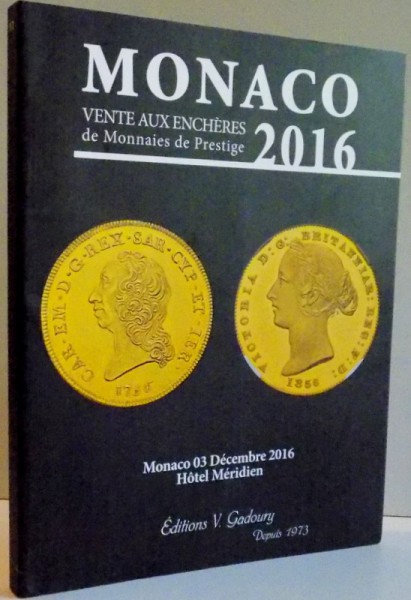 MONACO
VENTE AUX ENCHÈRES
de Monnaies de Prestige
2016
CAR·EM·D·G·REX·SAR·CYP·ET·IER·
1756
VICTORIA D:G: BRITANNIAR: REG:F:D:
1856
Monaco 03 Décembre 2016
Hôtel Méridien
Éditions V. Gadoury
Depuis 1973